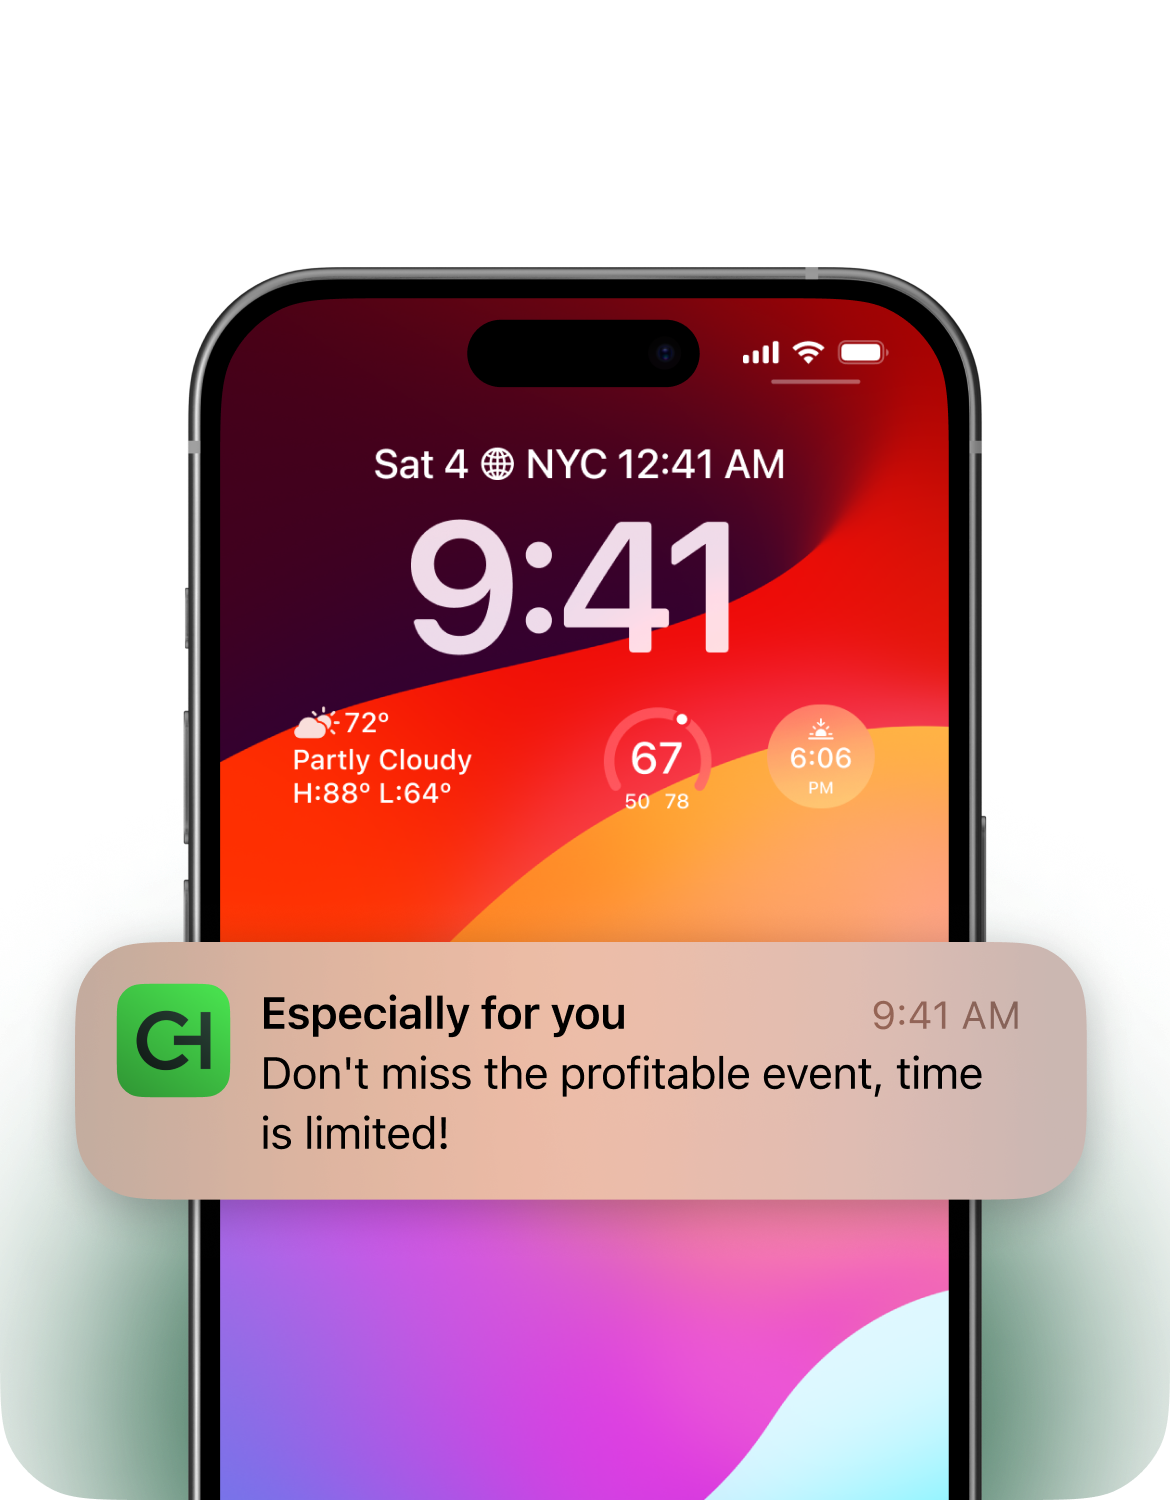 Sat 4 NYC 12:41 AM
9:41
72°
Partly Cloudy
H:88° L:64°
67
50 78
6:06
PM
CH
Especially for you
9:41 AM
Don't miss the profitable event, time
is limited!